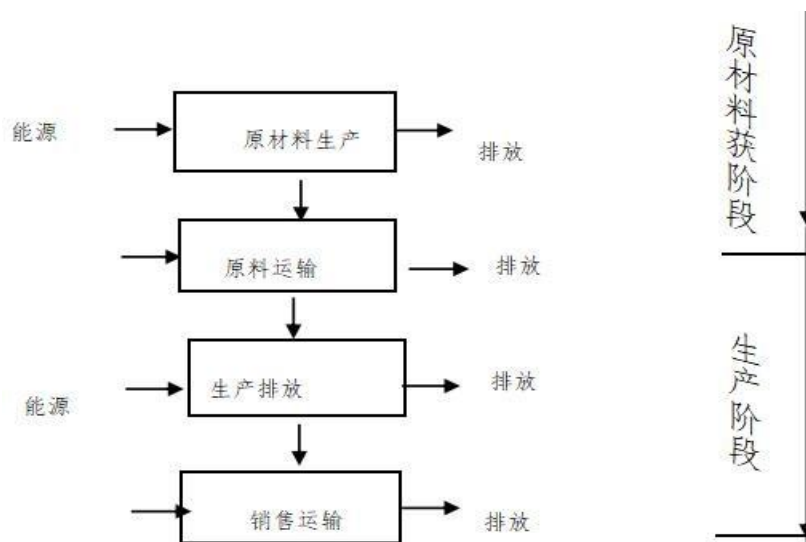 能源
原材料生产
排放
原料运输
排放
能源
生产排放
排放
销售运输
排放
原材料获阶段
生产阶段